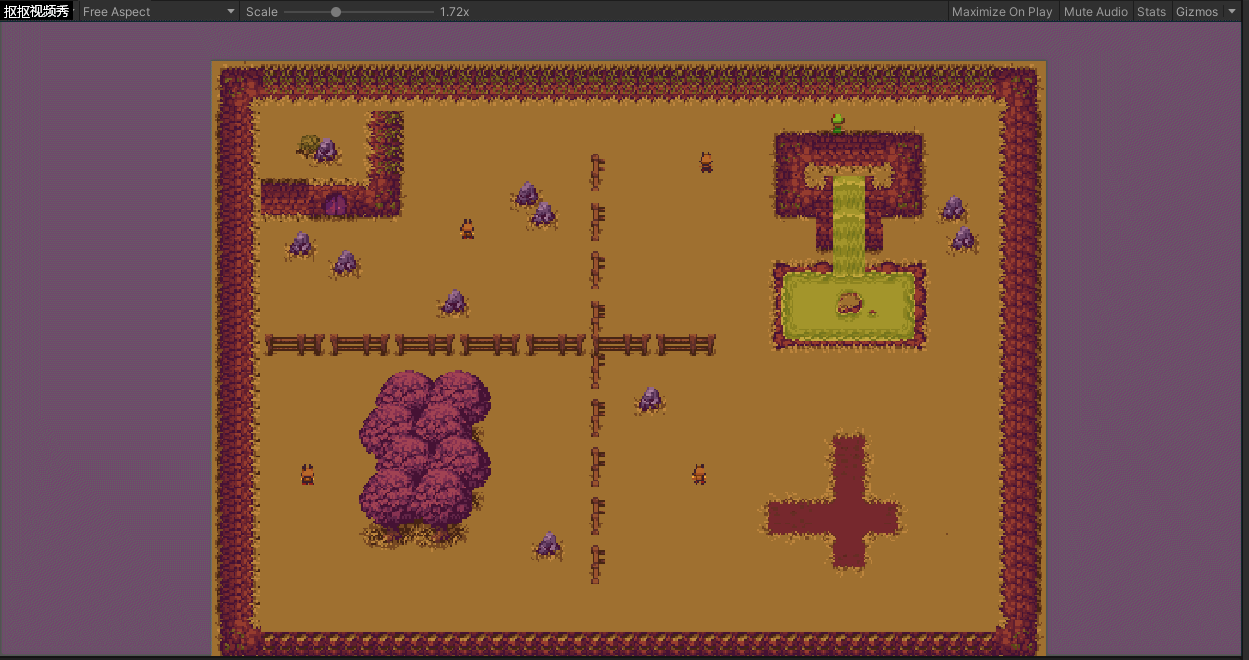 抠抠视频秀
Free Aspect
Scale
1.72x
Maximize On Play
Mute Audio
Stats
Gizmos